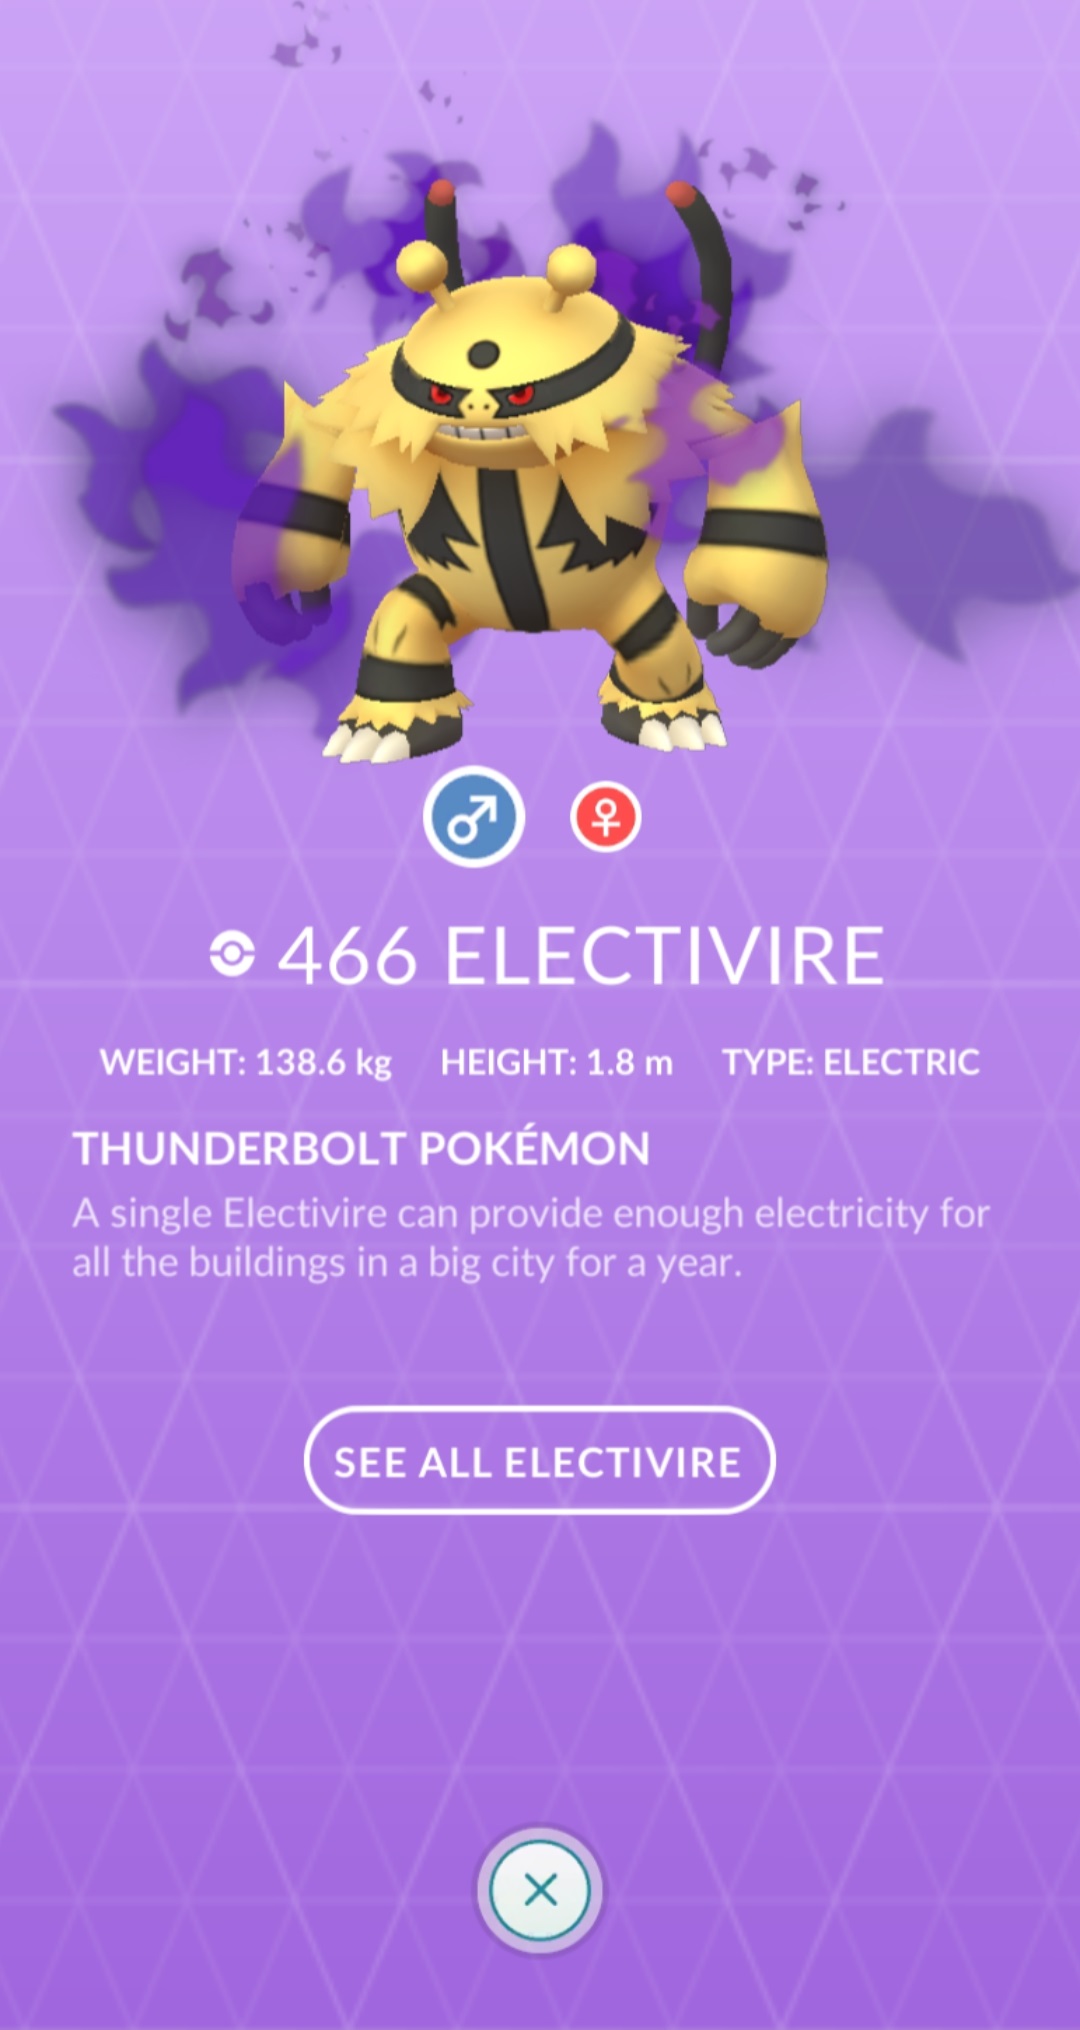 466 ELECTIVIRE
WEIGHT: 138.6 kg HEIGHT: 1.8 m TYPE: ELECTRIC
THUNDERBOLT POKÉMON
A single Electivire can provide enough electricity for
all the buildings in a big city for a year.
SEE ALL ELECTIVIRE